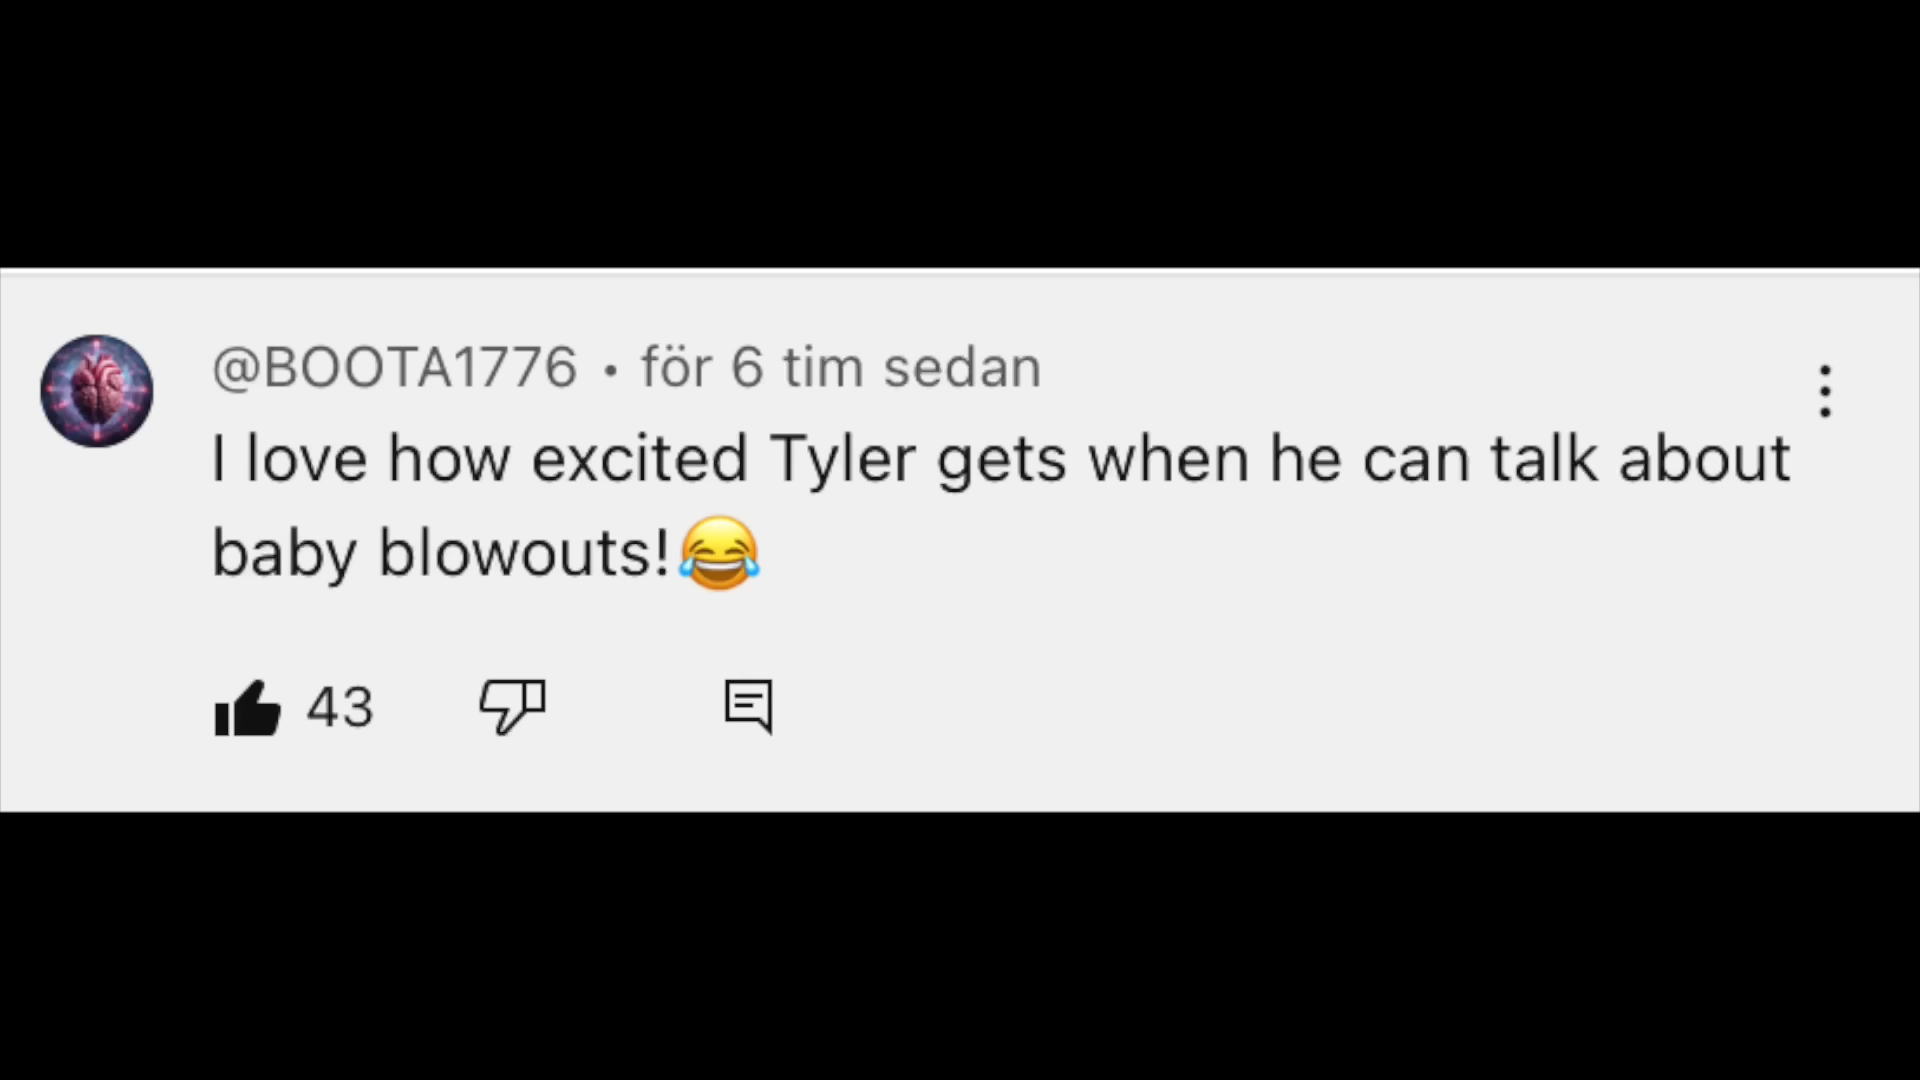 @BOOTA1776 • för 6 tim sedan
I love how excited Tyler gets when he can talk about
baby blowouts!😂
43